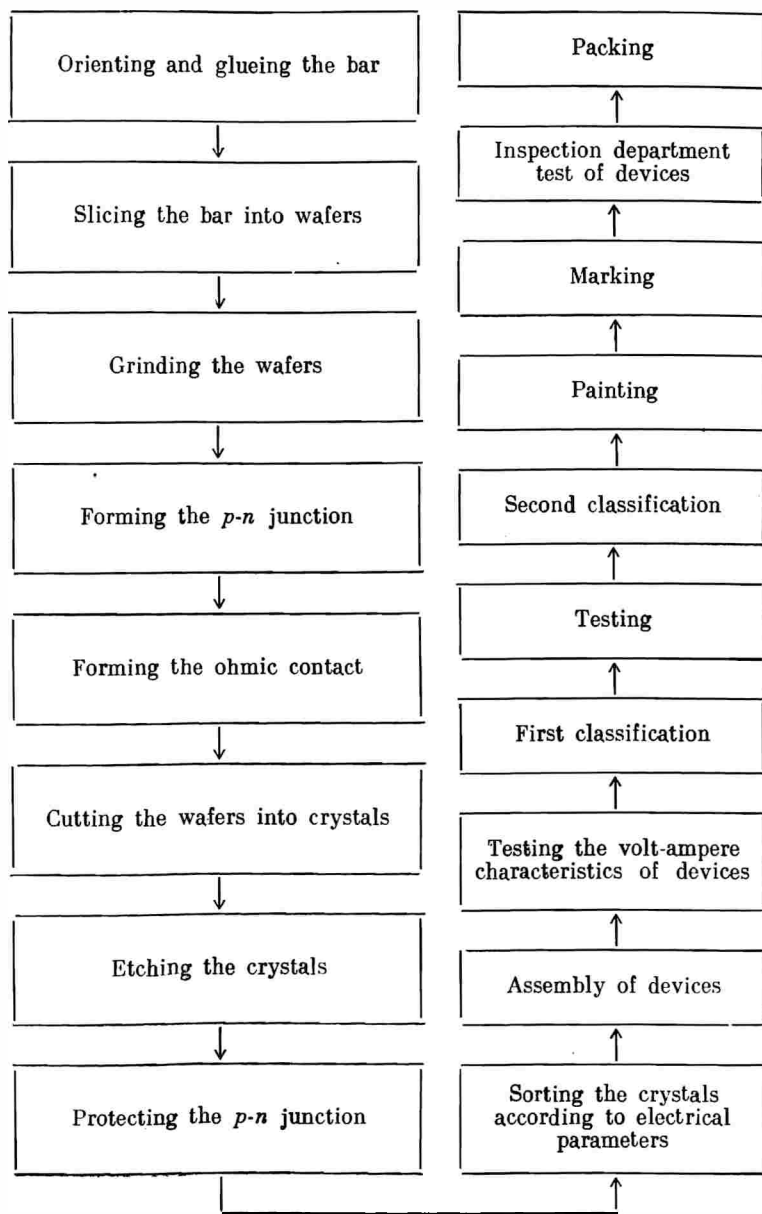 Orienting and glueing the bar
Slicing the bar into wafers
Grinding the wafers
Forming the p-n junction
Forming the ohmic contact
Cutting the wafers into crystals
Etching the crystals
Protecting the p-n junction
Sorting the crystals
according to electrical
parameters
Assembly of devices
Testing the volt-ampere
characteristics of devices
First classification
Testing
Second classification
Painting
Marking
Inspection department
test of devices
Packing